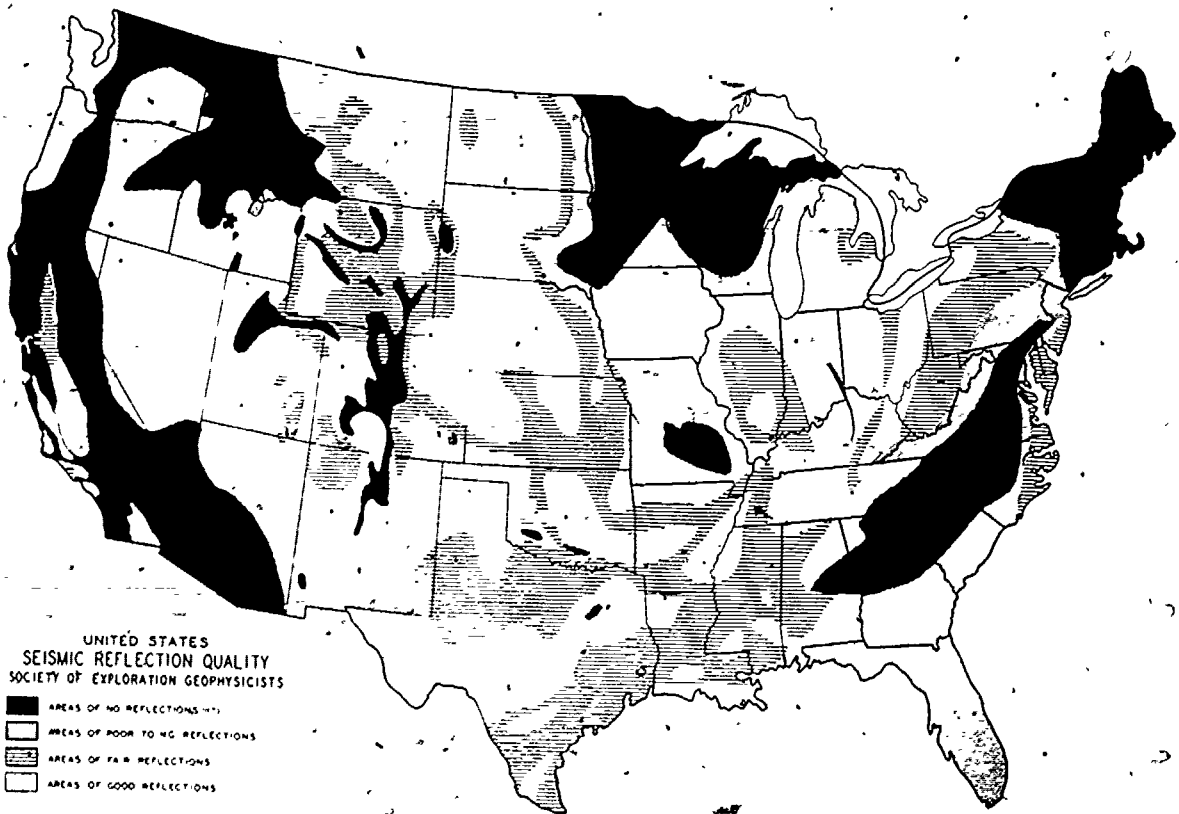 UNITED STATES
SEISMIC REFLECTION QUALITY
SOCIETY OF EXPLORATION GEOPHYSICISTS
AREAS OF NO REFLECTIONS
AREAS OF POOR TO NG REFLECTIONS
AREAS OF FAIR REFLECTIONS
AREAS OF GOOD REFLECTIONS